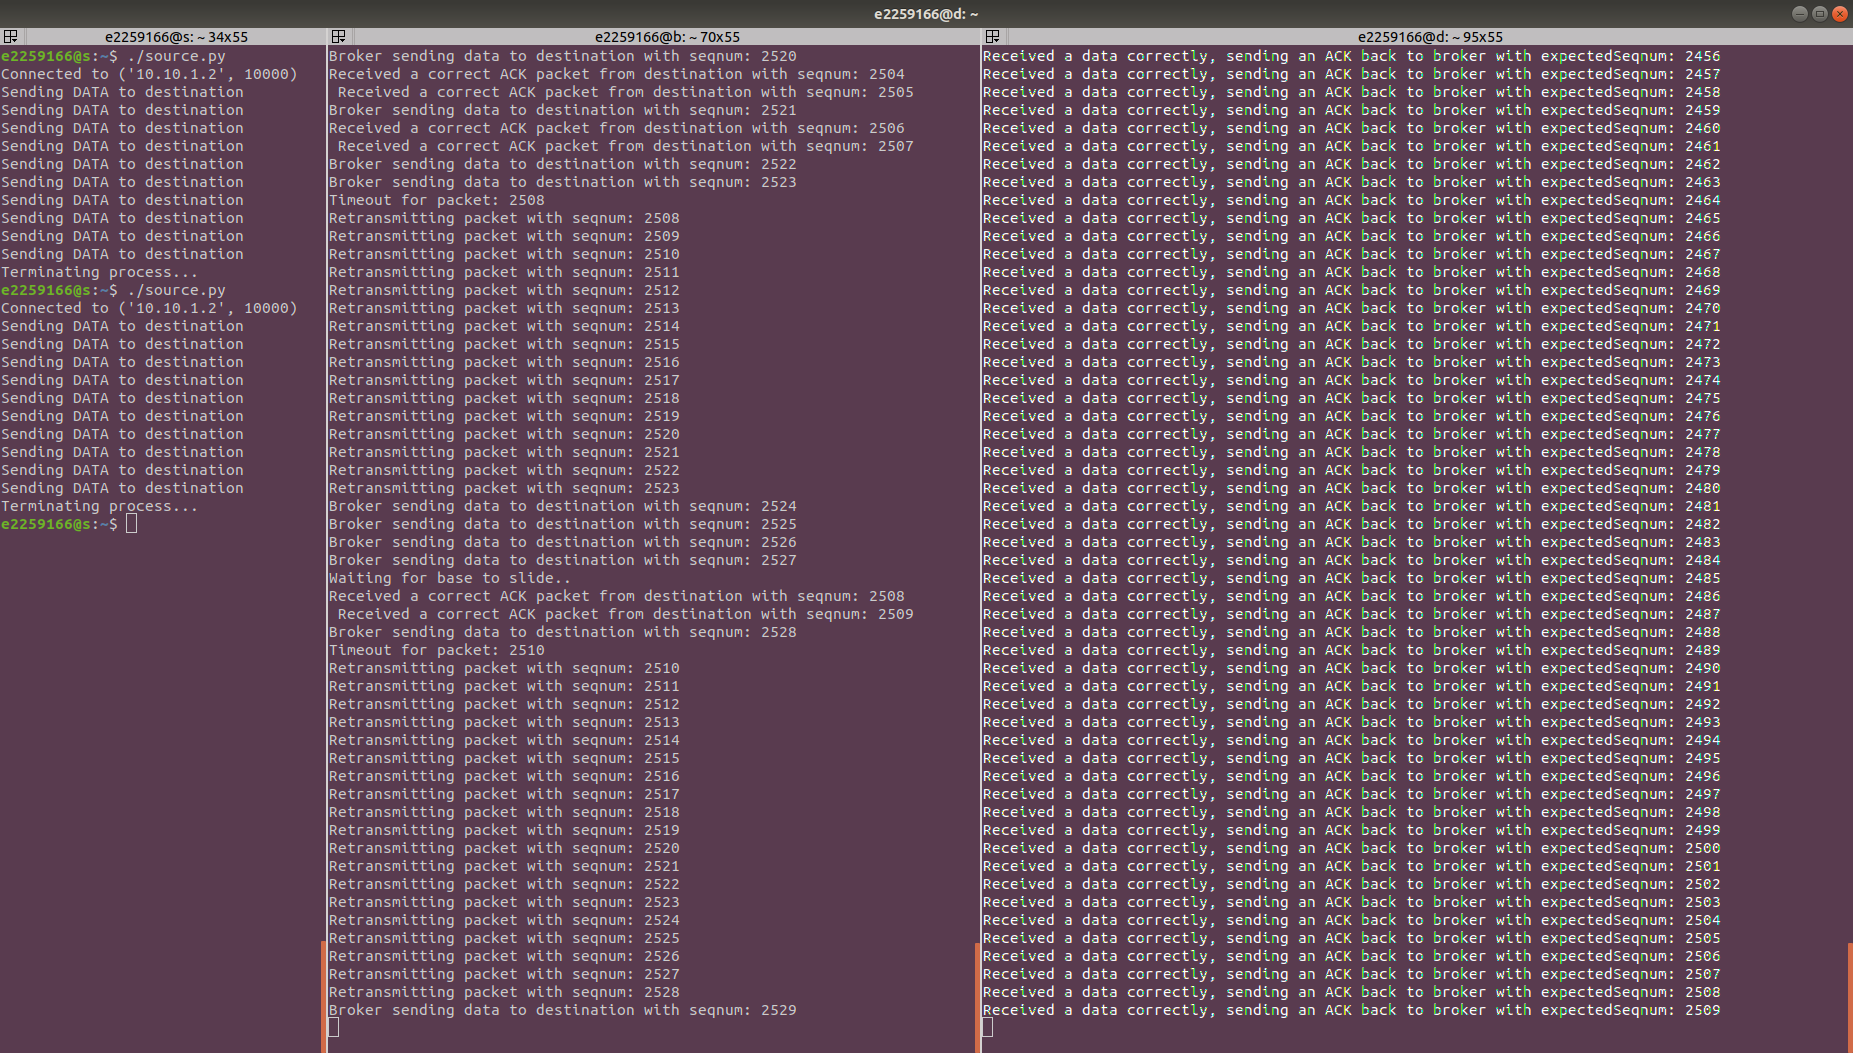 e2259166@d: ~
e2259166@s: ~ 34x55
e2259166@s:~$ ./source.py
Connected to ('10.10.1.2', 10000)
Sending DATA to destination
Sending DATA to destination
Sending DATA to destination
Sending DATA to destination
Sending DATA to destination
Sending DATA to destination
Sending DATA to destination
Sending DATA to destination
Sending DATA to destination
Sending DATA to destination
Terminating process...
e2259166@s:~$ ./source.py
Connected to ('10.10.1.2', 10000)
Sending DATA to destination
Sending DATA to destination
Sending DATA to destination
Sending DATA to destination
Sending DATA to destination
Sending DATA to destination
Sending DATA to destination
Sending DATA to destination
Sending DATA to destination
Sending DATA to destination
Terminating process...
e2259166@s:~$
e2259166@b: ~ 70x55
Broker sending data to destination with seqnum: 2520
Received a correct ACK packet from destination with seqnum: 2504
Received a correct ACK packet from destination with seqnum: 2505
Broker sending data to destination with seqnum: 2521
Received a correct ACK packet from destination with seqnum: 2506
Received a correct ACK packet from destination with seqnum: 2507
Broker sending data to destination with seqnum: 2522
Broker sending data to destination with seqnum: 2523
Timeout for packet: 2508
Retransmitting packet with seqnum: 2508
Retransmitting packet with seqnum: 2509
Retransmitting packet with seqnum: 2510
Retransmitting packet with seqnum: 2511
Retransmitting packet with seqnum: 2512
Retransmitting packet with seqnum: 2513
Retransmitting packet with seqnum: 2514
Retransmitting packet with seqnum: 2515
Retransmitting packet with seqnum: 2516
Retransmitting packet with seqnum: 2517
Retransmitting packet with seqnum: 2518
Retransmitting packet with seqnum: 2519
Retransmitting packet with seqnum: 2520
Retransmitting packet with seqnum: 2521
Retransmitting packet with seqnum: 2522
Retransmitting packet with seqnum: 2523
Broker sending data to destination with seqnum: 2524
Broker sending data to destination with seqnum: 2525
Broker sending data to destination with seqnum: 2526
Broker sending data to destination with seqnum: 2527
Waiting for base to slide..
Received a correct ACK packet from destination with seqnum: 2508
Received a correct ACK packet from destination with seqnum: 2509
Broker sending data to destination with seqnum: 2528
Timeout for packet: 2510
Retransmitting packet with seqnum: 2510
Retransmitting packet with seqnum: 2511
Retransmitting packet with seqnum: 2512
Retransmitting packet with seqnum: 2513
Retransmitting packet with seqnum: 2514
Retransmitting packet with seqnum: 2515
Retransmitting packet with seqnum: 2516
Retransmitting packet with seqnum: 2517
Retransmitting packet with seqnum: 2518
Retransmitting packet with seqnum: 2519
Retransmitting packet with seqnum: 2520
Retransmitting packet with seqnum: 2521
Retransmitting packet with seqnum: 2522
Retransmitting packet with seqnum: 2523
Retransmitting packet with seqnum: 2524
Retransmitting packet with seqnum: 2525
Retransmitting packet with seqnum: 2526
Retransmitting packet with seqnum: 2527
Retransmitting packet with seqnum: 2528
Broker sending data to destination with seqnum: 2529
e2259166@d: ~ 95x55
Received a data correctly, sending an ACK back to broker with expectedSeqnum: 2456
Received a data correctly, sending an ACK back to broker with expectedSeqnum: 2457
Received a data correctly, sending an ACK back to broker with expectedSeqnum: 2458
Received a data correctly, sending an ACK back to broker with expectedSeqnum: 2459
Received a data correctly, sending an ACK back to broker with expectedSeqnum: 2460
Received a data correctly, sending an ACK back to broker with expectedSeqnum: 2461
Received a data correctly, sending an ACK back to broker with expectedSeqnum: 2462
Received a data correctly, sending an ACK back to broker with expectedSeqnum: 2463
Received a data correctly, sending an ACK back to broker with expectedSeqnum: 2464
Received a data correctly, sending an ACK back to broker with expectedSeqnum: 2465
Received a data correctly, sending an ACK back to broker with expectedSeqnum: 2466
Received a data correctly, sending an ACK back to broker with expectedSeqnum: 2467
Received a data correctly, sending an ACK back to broker with expectedSeqnum: 2468
Received a data correctly, sending an ACK back to broker with expectedSeqnum: 2469
Received a data correctly, sending an ACK back to broker with expectedSeqnum: 2470
Received a data correctly, sending an ACK back to broker with expectedSeqnum: 2471
Received a data correctly, sending an ACK back to broker with expectedSeqnum: 2472
Received a data correctly, sending an ACK back to broker with expectedSeqnum: 2473
Received a data correctly, sending an ACK back to broker with expectedSeqnum: 2474
Received a data correctly, sending an ACK back to broker with expectedSeqnum: 2475
Received a data correctly, sending an ACK back to broker with expectedSeqnum: 2476
Received a data correctly, sending an ACK back to broker with expectedSeqnum: 2477
Received a data correctly, sending an ACK back to broker with expectedSeqnum: 2478
Received a data correctly, sending an ACK back to broker with expectedSeqnum: 2479
Received a data correctly, sending an ACK back to broker with expectedSeqnum: 2480
Received a data correctly, sending an ACK back to broker with expectedSeqnum: 2481
Received a data correctly, sending an ACK back to broker with expectedSeqnum: 2482
Received a data correctly, sending an ACK back to broker with expectedSeqnum: 2483
Received a data correctly, sending an ACK back to broker with expectedSeqnum: 2484
Received a data correctly, sending an ACK back to broker with expectedSeqnum: 2485
Received a data correctly, sending an ACK back to broker with expectedSeqnum: 2486
Received a data correctly, sending an ACK back to broker with expectedSeqnum: 2487
Received a data correctly, sending an ACK back to broker with expectedSeqnum: 2488
Received a data correctly, sending an ACK back to broker with expectedSeqnum: 2489
Received a data correctly, sending an ACK back to broker with expectedSeqnum: 2490
Received a data correctly, sending an ACK back to broker with expectedSeqnum: 2491
Received a data correctly, sending an ACK back to broker with expectedSeqnum: 2492
Received a data correctly, sending an ACK back to broker with expectedSeqnum: 2493
Received a data correctly, sending an ACK back to broker with expectedSeqnum: 2494
Received a data correctly, sending an ACK back to broker with expectedSeqnum: 2495
Received a data correctly, sending an ACK back to broker with expectedSeqnum: 2496
Received a data correctly, sending an ACK back to broker with expectedSeqnum: 2497
Received a data correctly, sending an ACK back to broker with expectedSeqnum: 2498
Received a data correctly, sending an ACK back to broker with expectedSeqnum: 2499
Received a data correctly, sending an ACK back to broker with expectedSeqnum: 2500
Received a data correctly, sending an ACK back to broker with expectedSeqnum: 2501
Received a data correctly, sending an ACK back to broker with expectedSeqnum: 2502
Received a data correctly, sending an ACK back to broker with expectedSeqnum: 2503
Received a data correctly, sending an ACK back to broker with expectedSeqnum: 2504
Received a data correctly, sending an ACK back to broker with expectedSeqnum: 2505
Received a data correctly, sending an ACK back to broker with expectedSeqnum: 2506
Received a data correctly, sending an ACK back to broker with expectedSeqnum: 2507
Received a data correctly, sending an ACK back to broker with expectedSeqnum: 2508
Received a data correctly, sending an ACK back to broker with expectedSeqnum: 2509